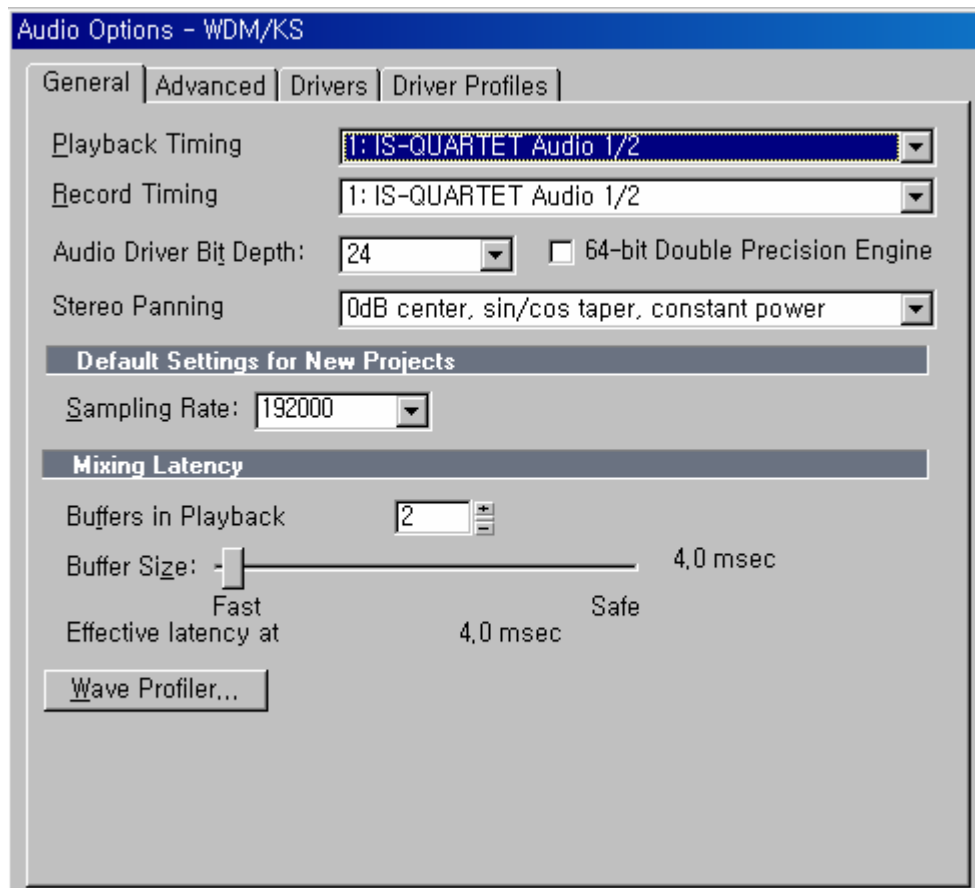 Audio Options - WDM/KS
General Advanced Drivers Driver Profiles
Playback Timing 1: IS-QUARTET Audio 1/2
Record Timing 1: IS-QUARTET Audio 1/2
Audio Driver Bit Depth: 24 64-bit Double Precision Engine
Stereo Panning 0dB center, sin/cos taper, constant power
Default Settings for New Projects
Sampling Rate: 192000
Mixing Latency
Buffers in Playback 2
Buffer Size: 4,0 msec
Fast Safe
Effective latency at 4,0 msec
Wave Profiler,,,